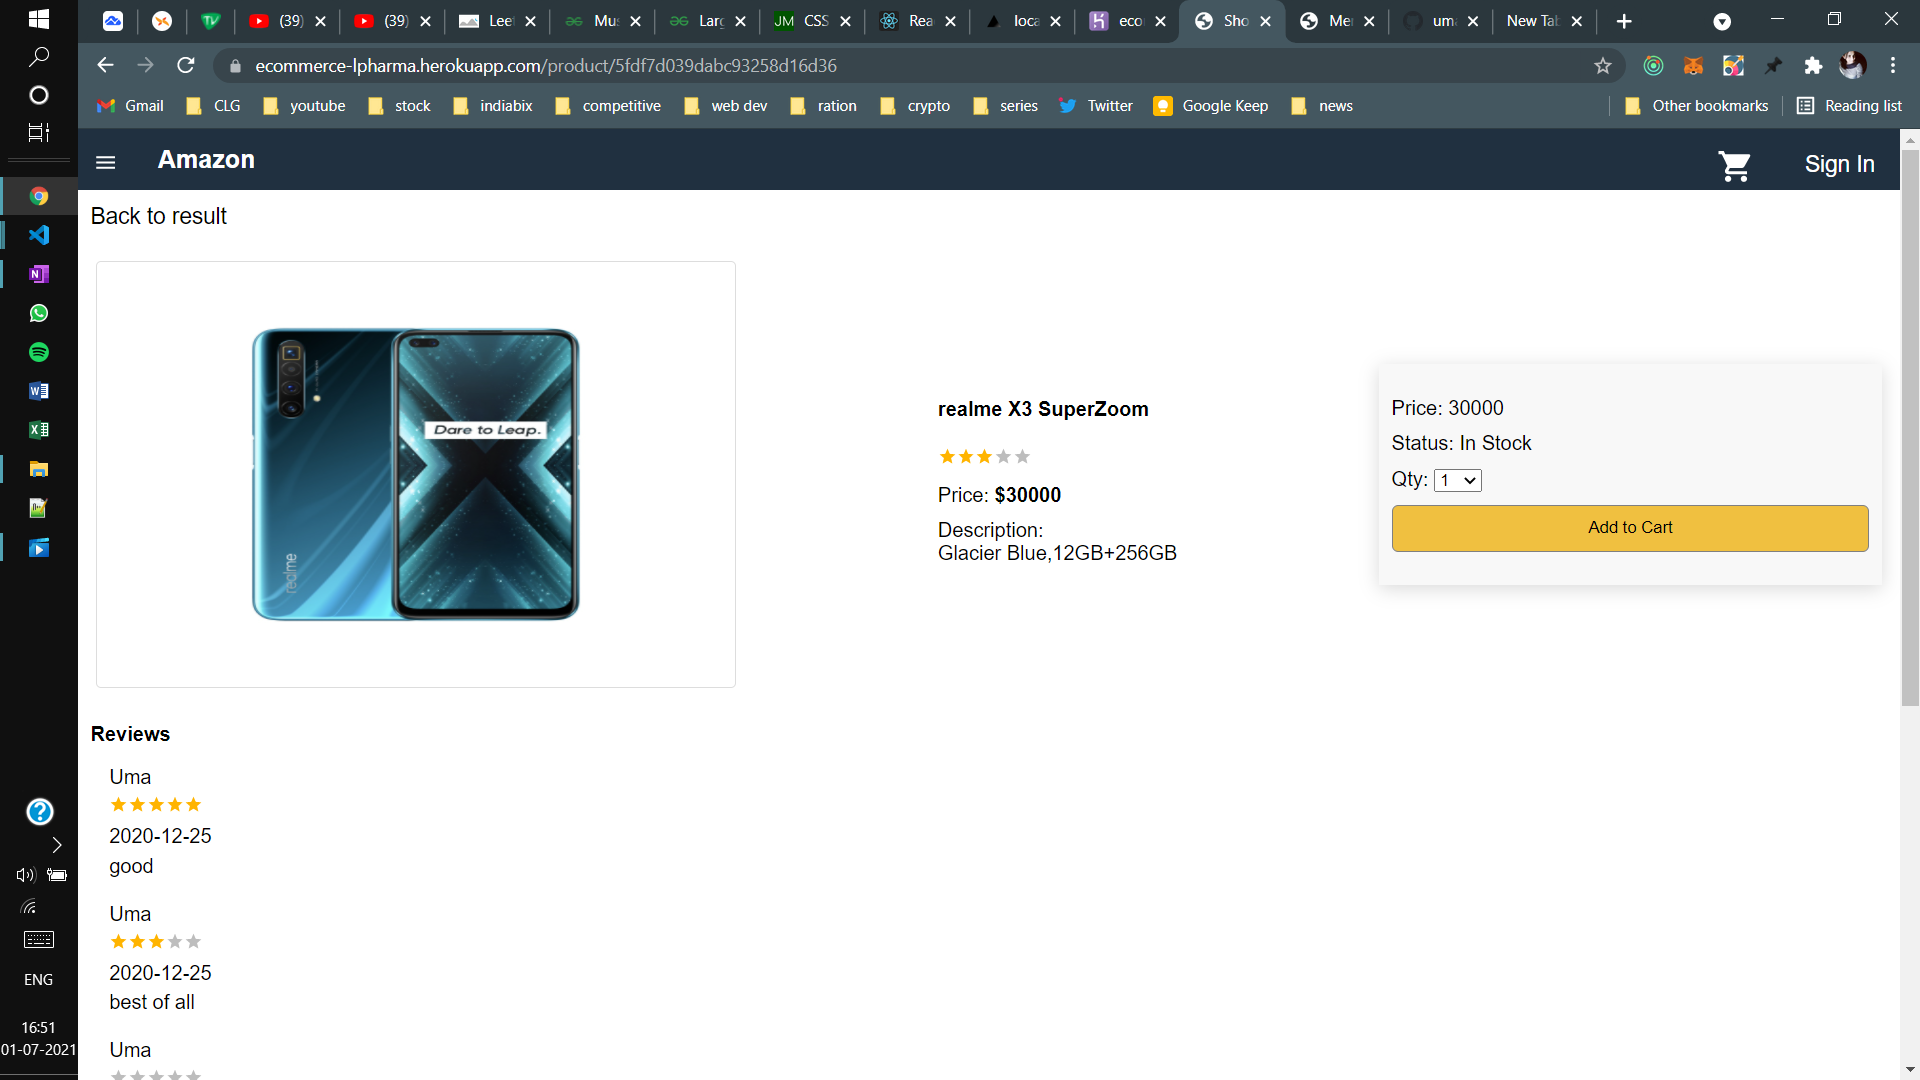 (39)
(39)
Lee
Mu
Larg
JM CSS
Rea
loca
eco
Sho
Me
um
New Tab
ecommerce-lpharma.herokuapp.com/product/5fdf7d039dabc93258d16d36
Gmail CLG youtube stock indiabix competitive web dev ration crypto series Twitter Google Keep news Other bookmarks Reading list
Amazon
Sign In
Back to result
Dare to Leap.
realme
realme X3 SuperZoom
Price: $30000
Description:
Glacier Blue,12GB+256GB
Price: 30000
Status: In Stock
Qty: 1
Add to Cart
Reviews
Uma
2020-12-25
good
Uma
2020-12-25
best of all
Uma
ENG
16:51
01-07-2021